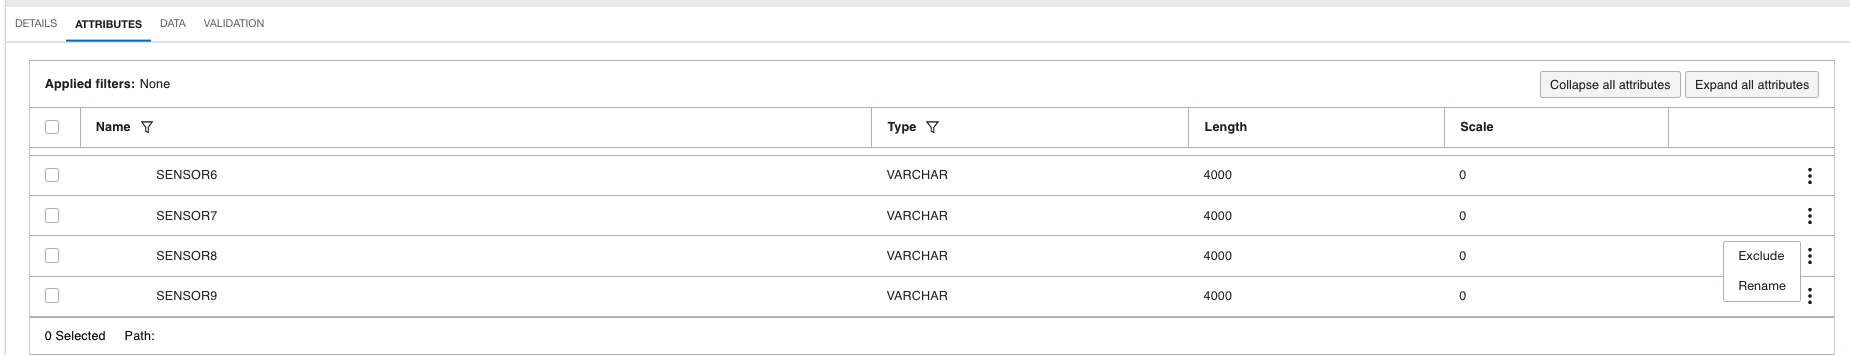 DETAILS ATTRIBUTES DATA VALIDATION
Applied filters: None Collapse all attributes Expand all attributes
Name Type Length Scale
SENSOR6 VARCHAR 4000 0
SENSOR7 VARCHAR 4000 0
SENSOR8 VARCHAR 4000 0 Exclude
Rename
SENSOR9 VARCHAR 4000 0
0 Selected Path: